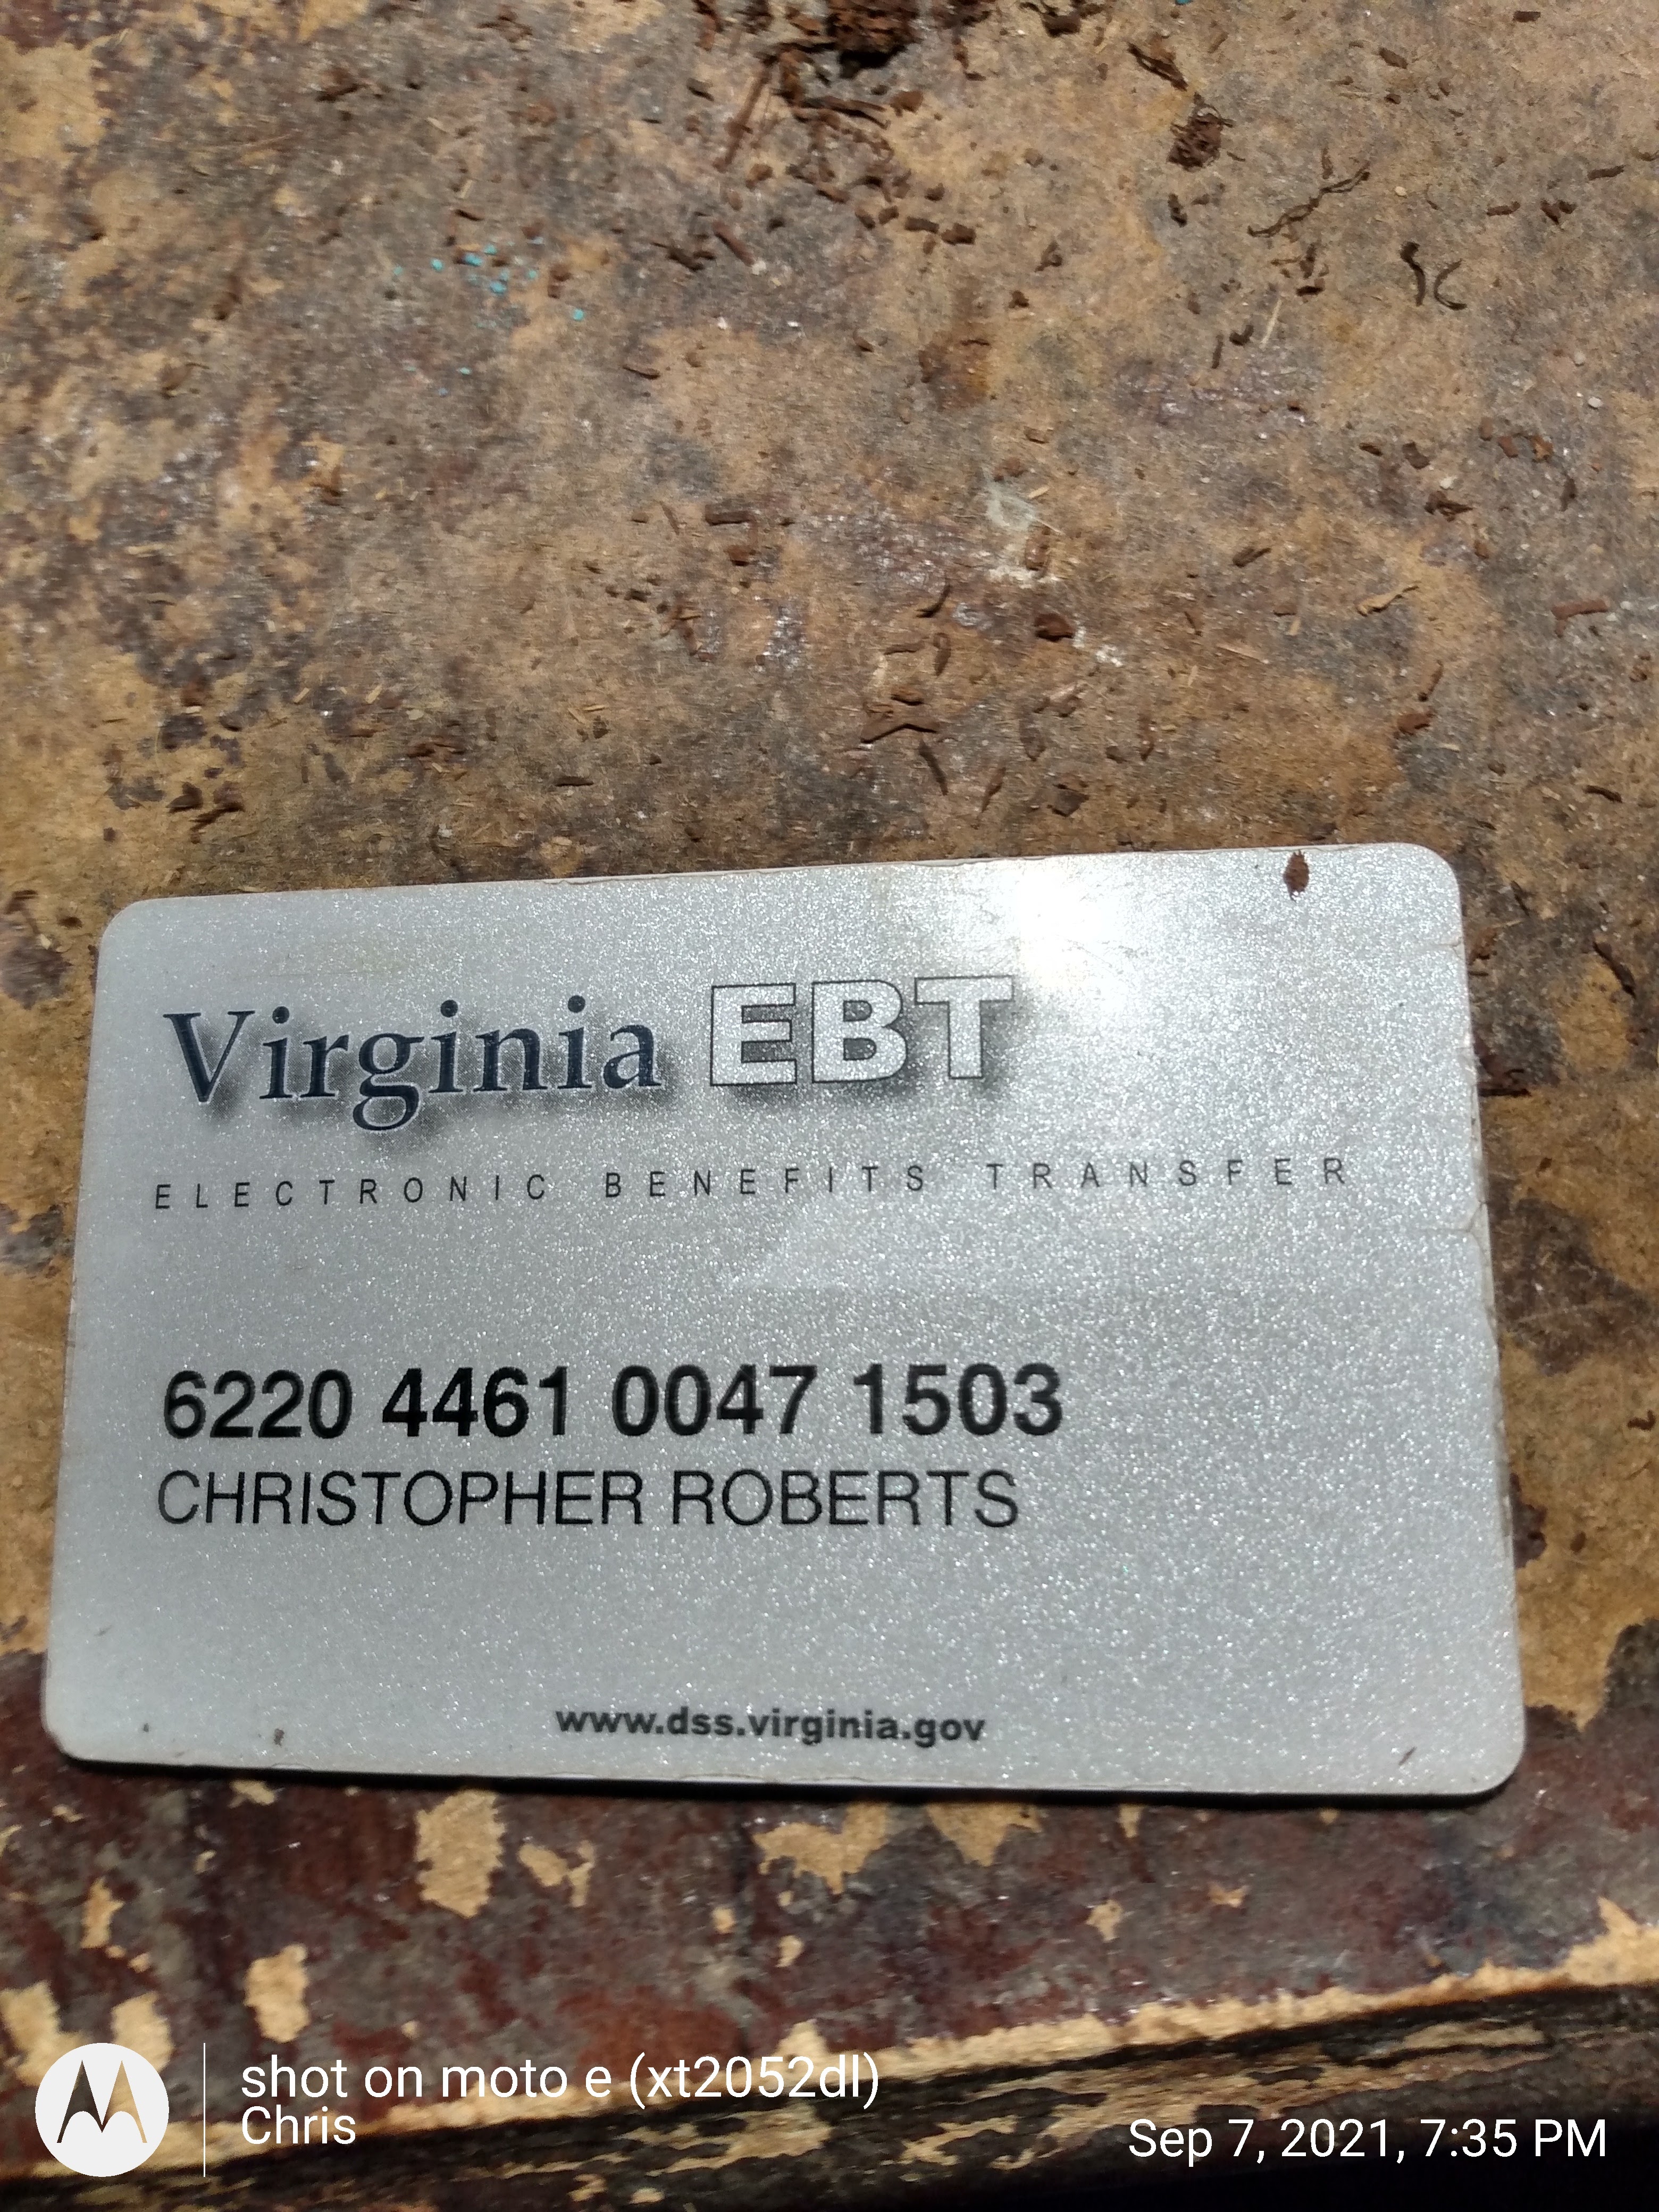 Virginia EBT
ELECTRONIC BENEFITS TRANSFER
6220 4461 0047 1503
CHRISTOPHER ROBERTS
www.dss.virginia.gov
shot on moto e (xt2052dl)
Chris
Sep 7, 2021, 7:35 PM